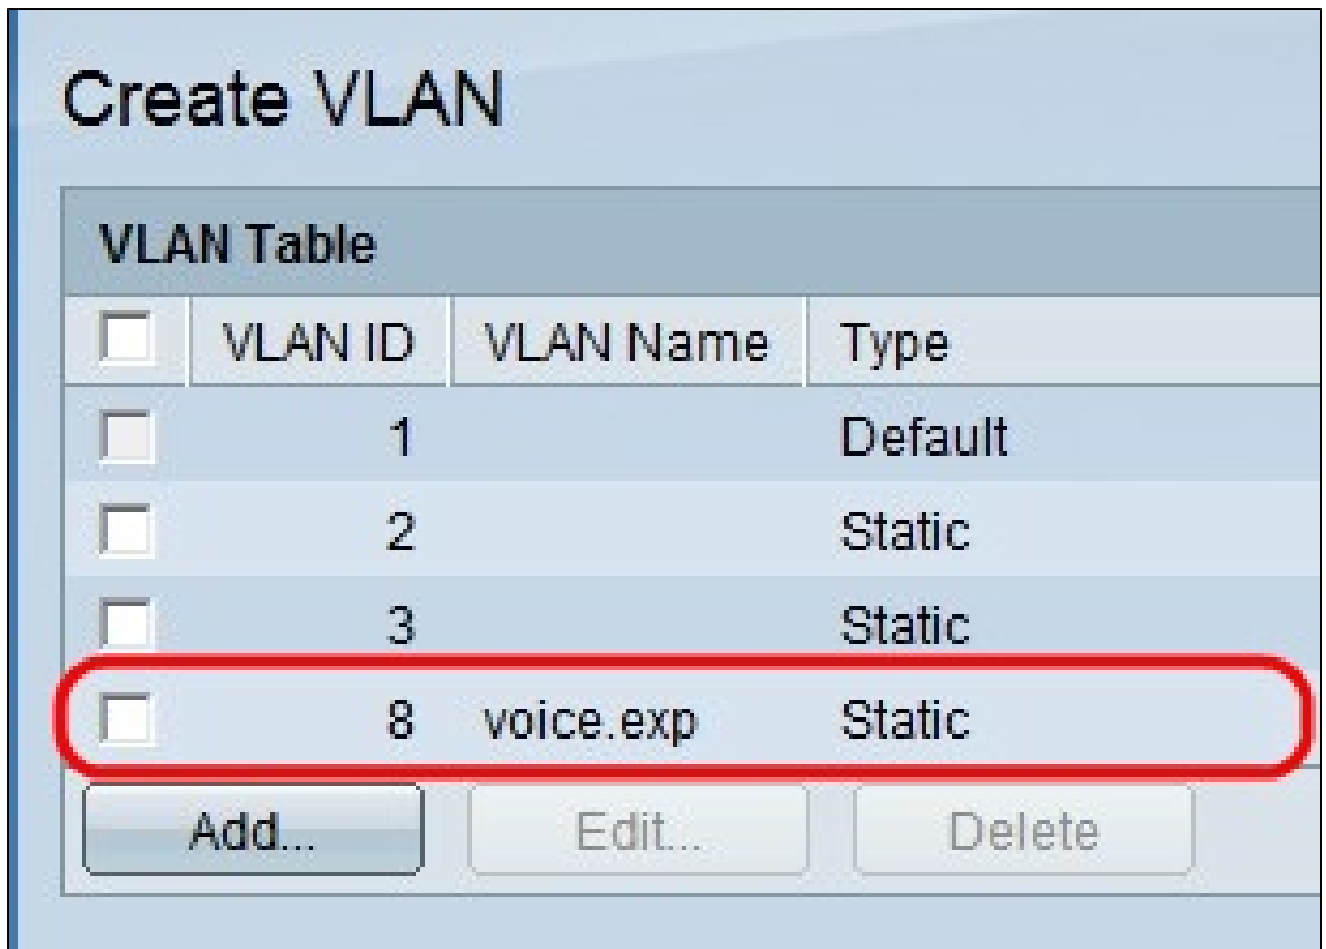 Create VLAN
VLAN Table
VLAN ID VLAN Name Type
1 Default
2 Static
3 Static
8 voice.exp Static
Add... Edit... Delete